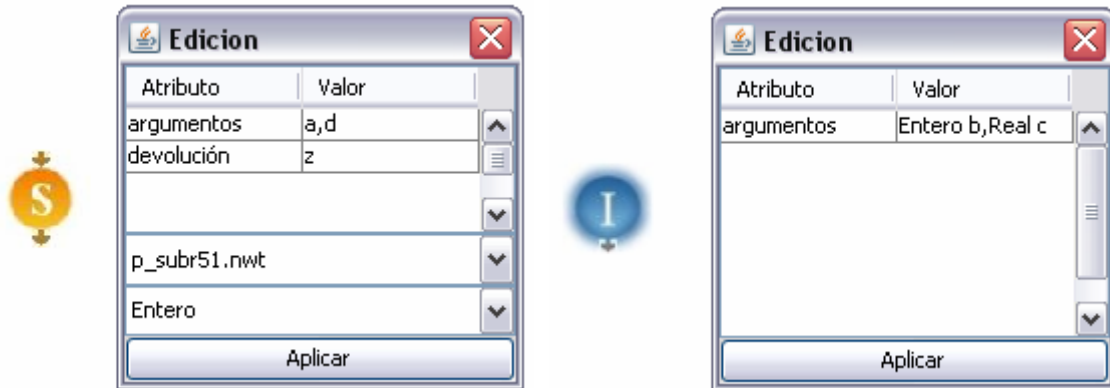 S
Edicion
Atributo Valor
argumentos a,d
devolución z
p_subr51.nwt
Entero
Aplicar
I
Edicion
Atributo Valor
argumentos Entero b,Real c
Aplicar